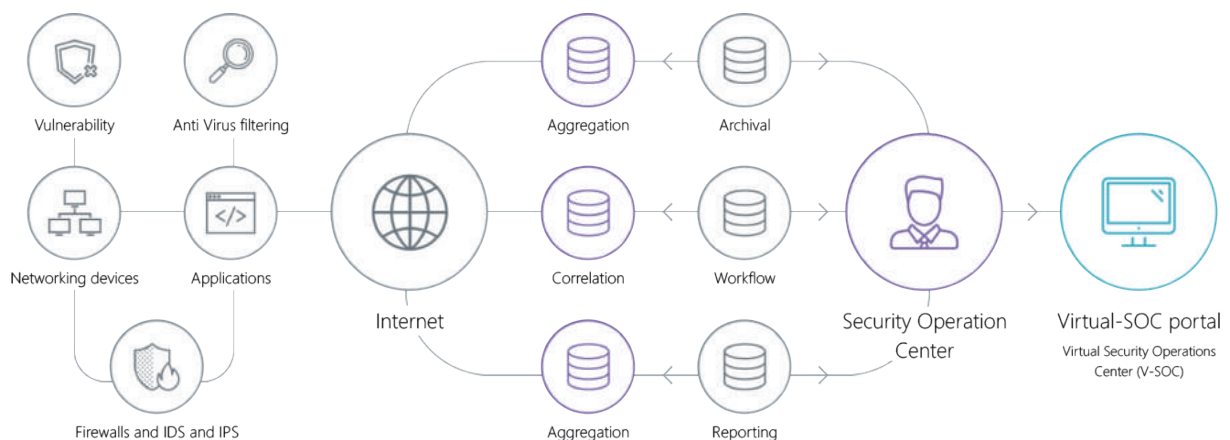 Vulnerability
Anti Virus filtering
Aggregation
Archival
Networking devices
Applications
Internet
Correlation
Workflow
Security Operation
Center
Virtual-SOC portal
Virtual Security Operations
Center (V-SOC)
Firewalls and IDS and IPS
Aggregation
Reporting